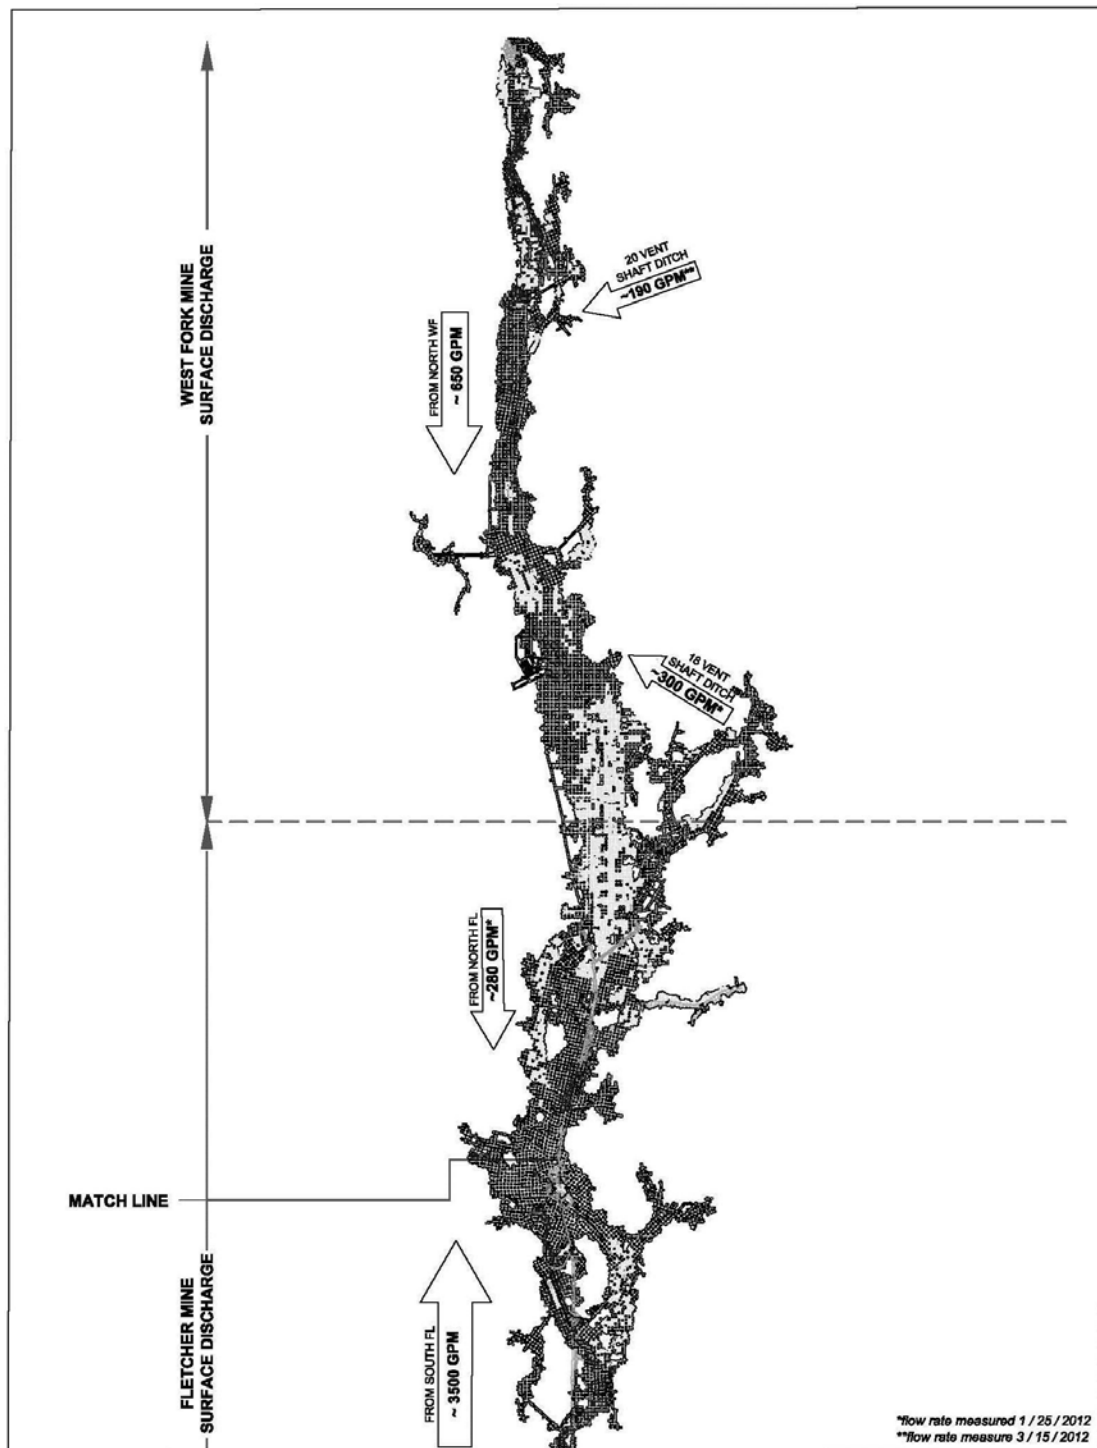 20 VENT
SHAFT DITCH
~190 GPM**
WEST FORK MINE
SURFACE DISCHARGE
FROM NORTH WF
~ 650 GPM
18 VENT
SHAFT DITCH
~300 GPM*
FROM NORTH FL
~280 GPM*
MATCH LINE
FLETCHER MINE
SURFACE DISCHARGE
FROM SOUTH FL
~ 3500 GPM
*flow rate measured 1 / 25 / 2012
**flow rate measure 3 / 15 / 2012